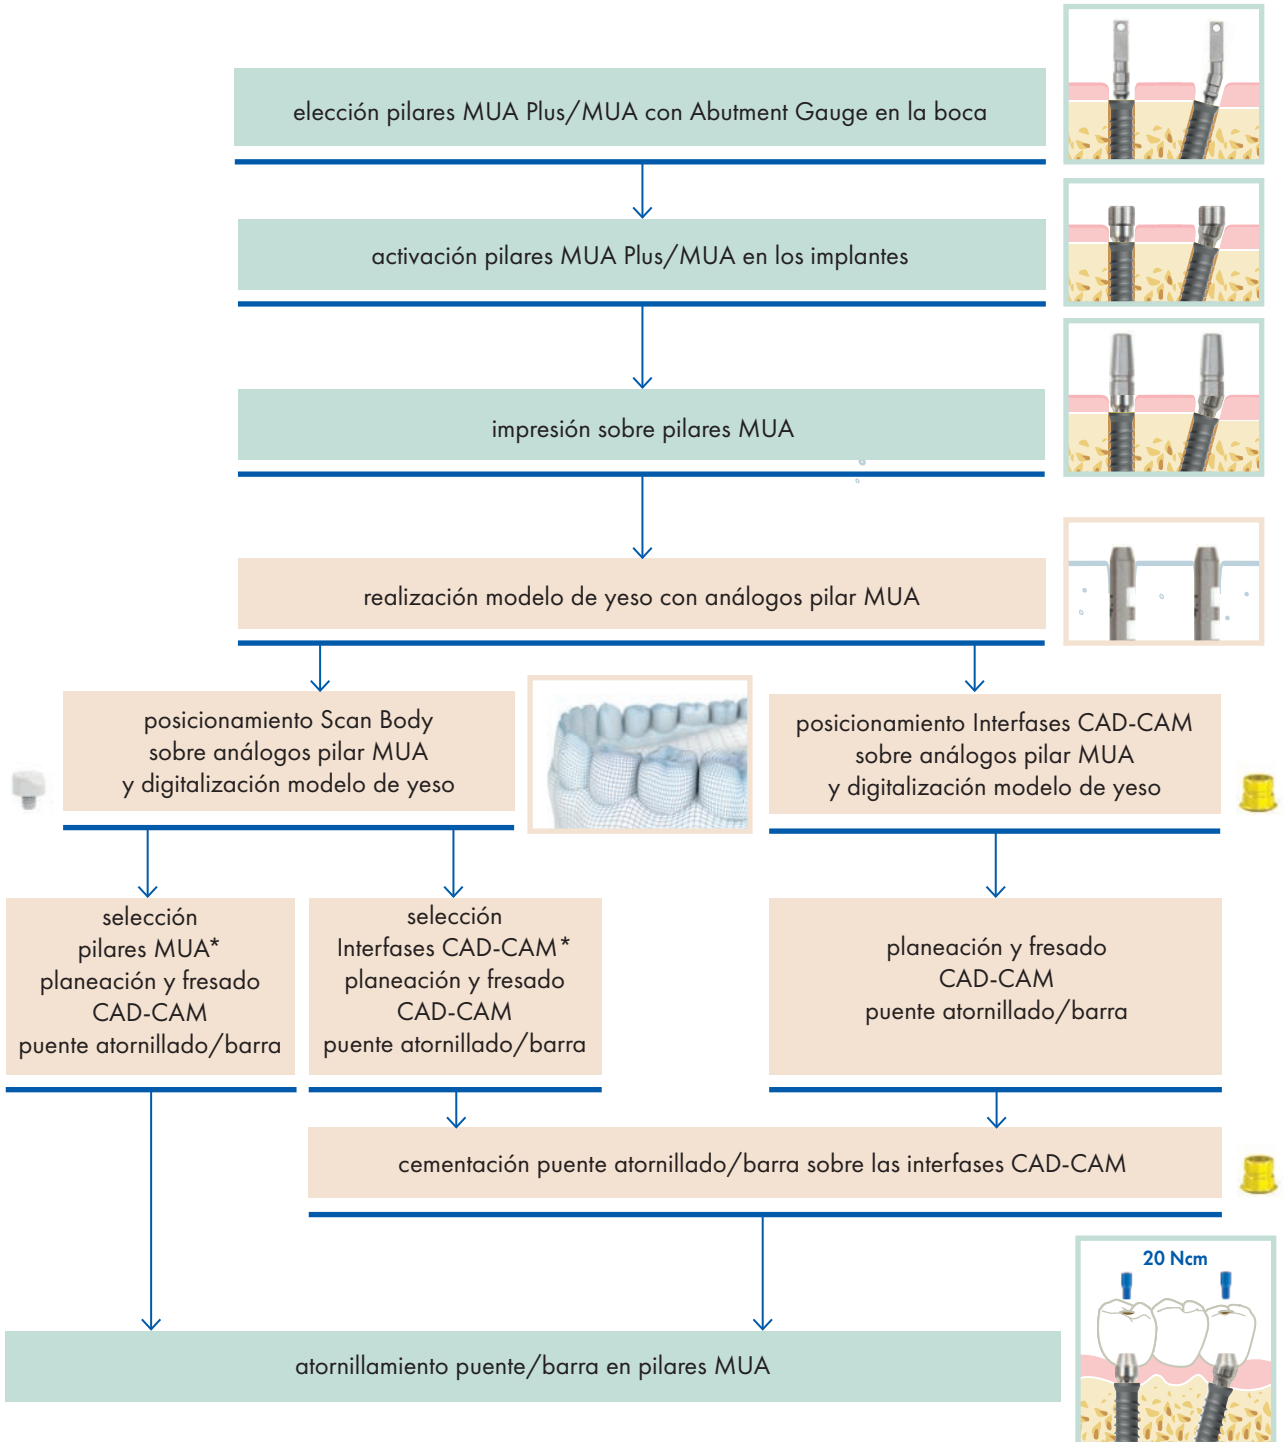 elección pilares MUA Plus/MUA con Abutment Gauge en la boca
activación pilares MUA Plus/MUA en los implantes
impresión sobre pilares MUA
realización modelo de yeso con análogos pilar MUA
posicionamiento Scan Body
sobre análogos pilar MUA
y digitalización modelo de yeso
posicionamiento Interfases CAD-CAM
sobre análogos pilar MUA
y digitalización modelo de yeso
selección
pilares MUA*
planeación y fresado
CAD-CAM
puente atornillado/barra
selección
Interfases CAD-CAM*
planeación y fresado
CAD-CAM
puente atornillado/barra
planeación y fresado
CAD-CAM
puente atornillado/barra
cementación puente atornillado/barra sobre las interfases CAD-CAM
20 Ncm
atornillamiento puente/barra en pilares MUA